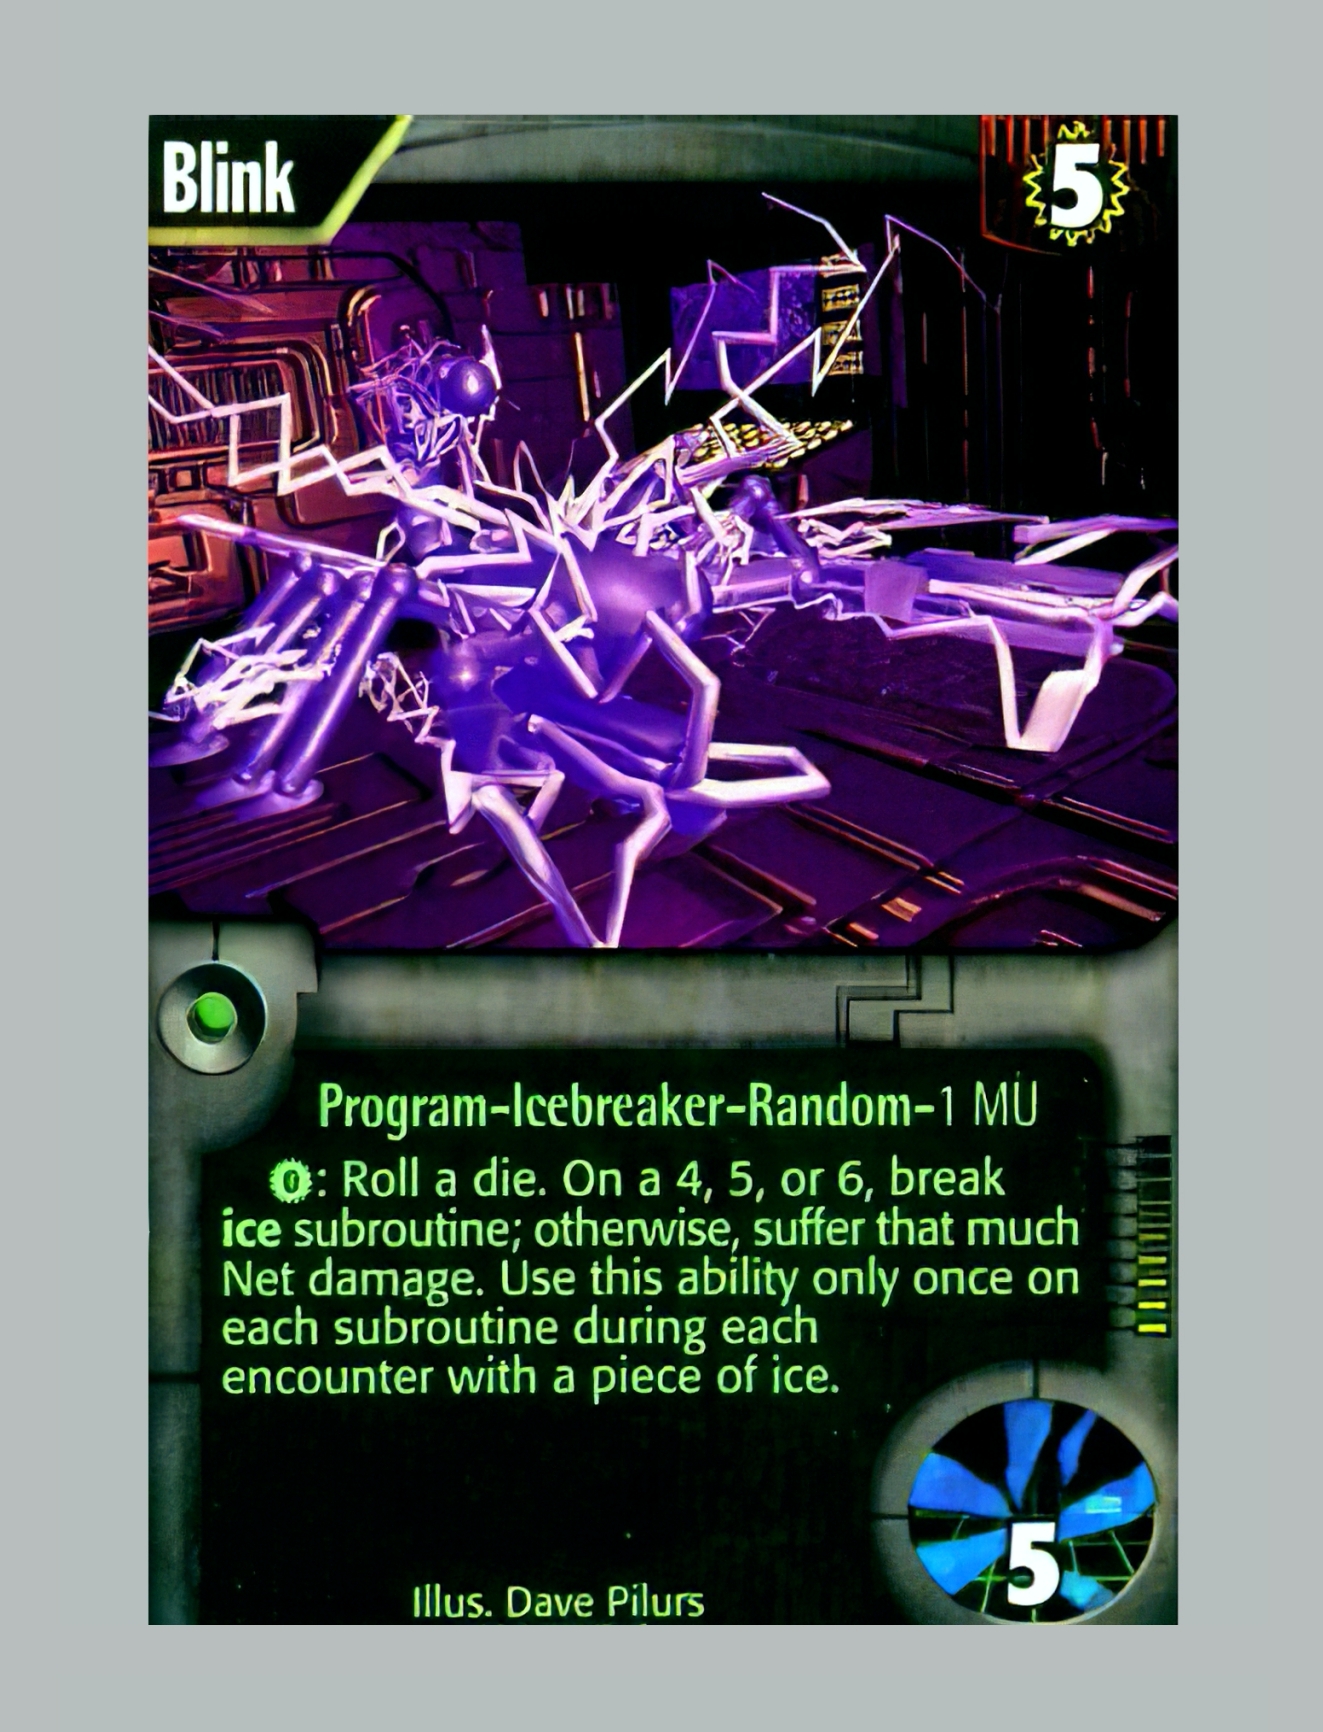 Blink
5
Program-Icebreaker-Random-1 MU
0: Roll a die. On a 4, 5, or 6, break
ice subroutine; otherwise, suffer that much
Net damage. Use this ability only once on
each subroutine during each
encounter with a piece of ice.
5
Illus. Dave Pilurs